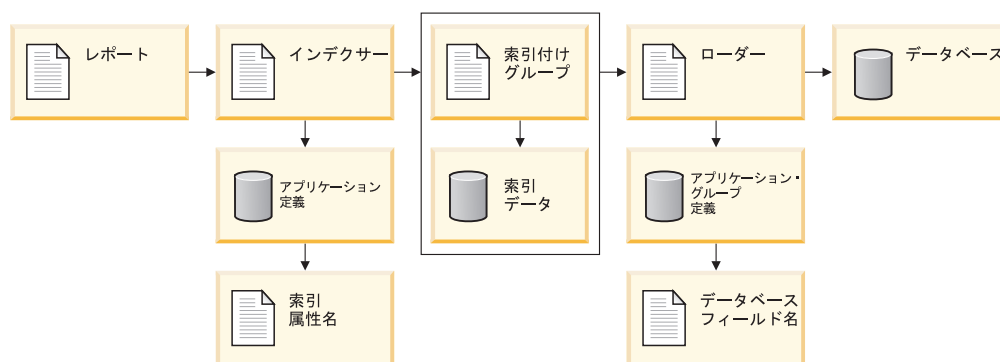 レポート
インデクサー
索引付け
グループ
ローダー
データベース
アプリケーション
定義
索引
データ
アプリケーション・
グループ
定義
索引
属性名
データベース
フィールド名